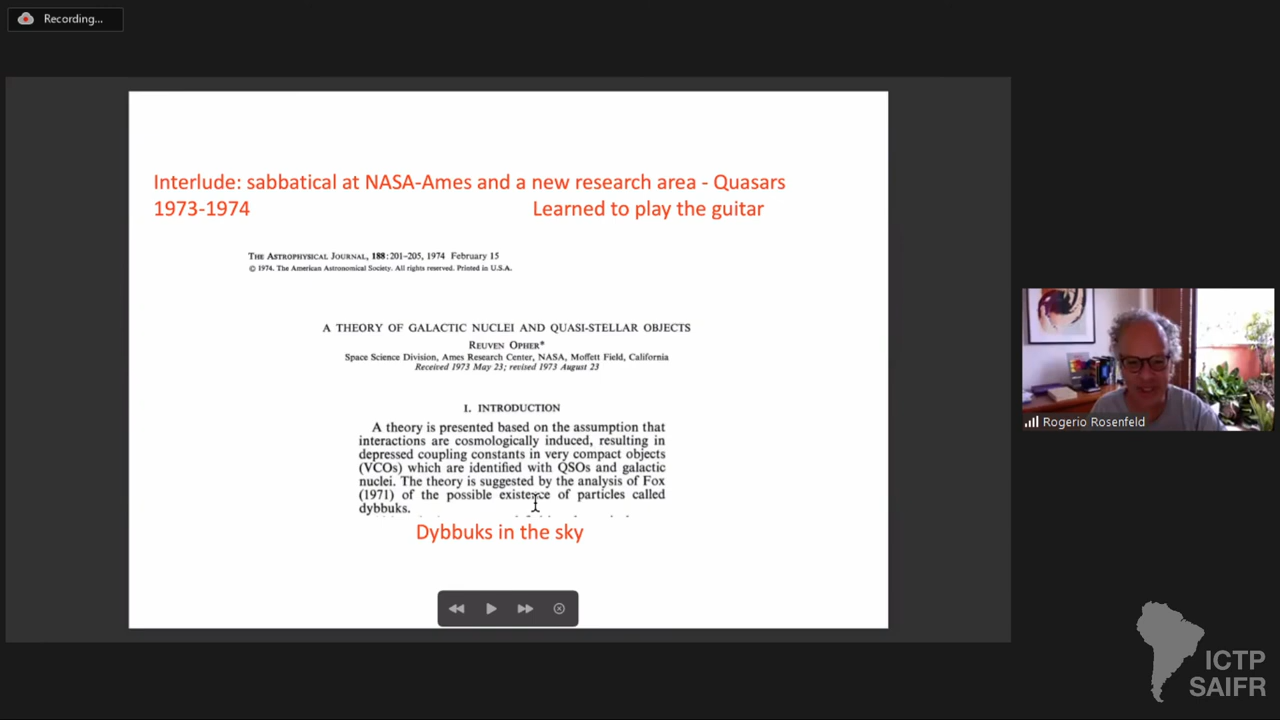 Recording...
Interlude: sabbatical at NASA-Ames and a new research area - Quasars
1973-1974 Learned to play the guitar
THE ASTROPHYSICAL JOURNAL, 188:201-205, 1974 February 15
© 1974. The American Astronomical Society. All rights reserved. Printed in U.S.A.
A THEORY OF GALACTIC NUCLEI AND QUASI-STELLAR OBJECTS
REUVEN OPHER*
Space Science Division, Ames Research Center, NASA, Moffett Field, California
Received 1973 May 23; revised 1973 August 23
I. INTRODUCTION
A theory is presented based on the assumption that
interactions are cosmologically induced, resulting in
depressed coupling constants in very compact objects
(VCOs) which are identified with QSOs and galactic
nuclei. The theory is suggested by the analysis of Fox
(1971) of the possible existence of particles called
dybbuks.
Dybbuks in the sky
Rogerio Rosenfeld
ICTP
SAIFR